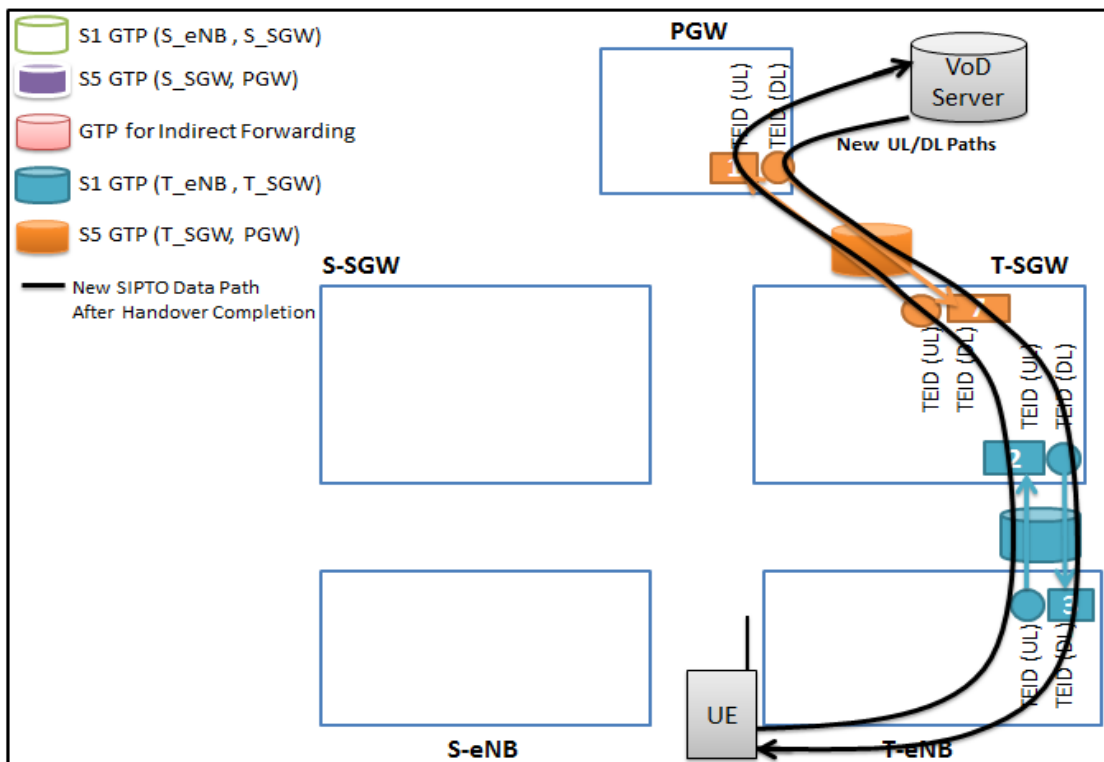 S1 GTP (S_eNB , S_SGW)
S5 GTP (S_SGW, PGW)
GTP for Indirect Forwarding
S1 GTP (T_eNB , T_SGW)
S5 GTP (T_SGW, PGW)
New SIPTO Data Path
After Handover Completion
PGW
TEID (UL)
TEID (DL)
1
VoD
Server
New UL/DL Paths
S-SGW
T-SGW
7
TEID (UL)
TEID (DL)
TEID (UL)
TEID (DL)
2
3
TEID (UL)
TEID (DL)
UE
S-eNB
T-eNB